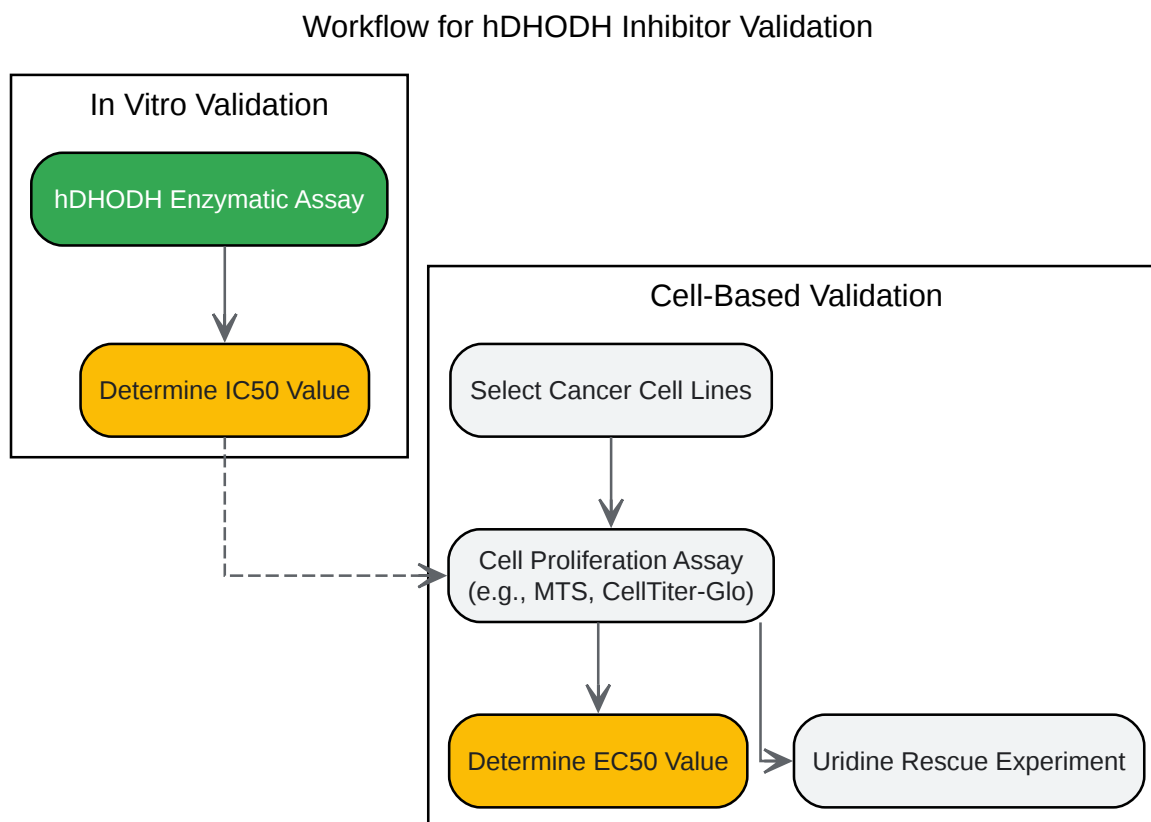 Workflow for hDHODH Inhibitor Validation
In Vitro Validation
hDHODH Enzymatic Assay
Determine IC50 Value
Cell-Based Validation
Select Cancer Cell Lines
Cell Proliferation Assay
(e.g., MTS, CellTiter-Glo)
Determine EC50 Value
Uridine Rescue Experiment